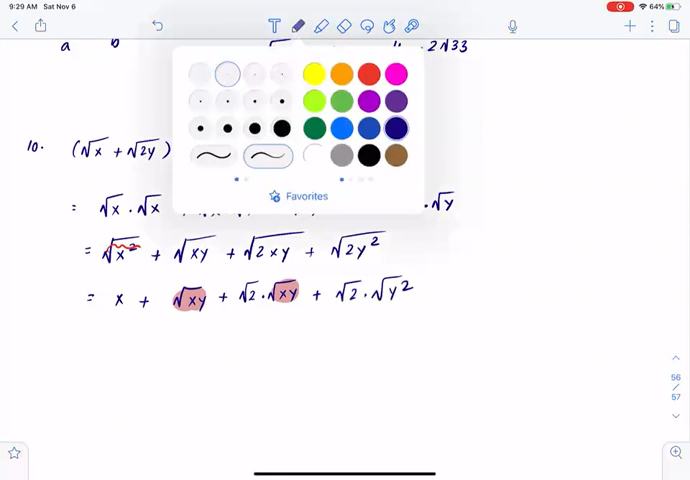 9:29 AM Sat Nov 6
64%
T
a b 2√33
10. (√x + √2y)
Favorites
= √x · √x · √y
= √x² + √xy + √2xy + √2y²
= x + √xy + √2 · √xy + √2 · √y²
56
/
57